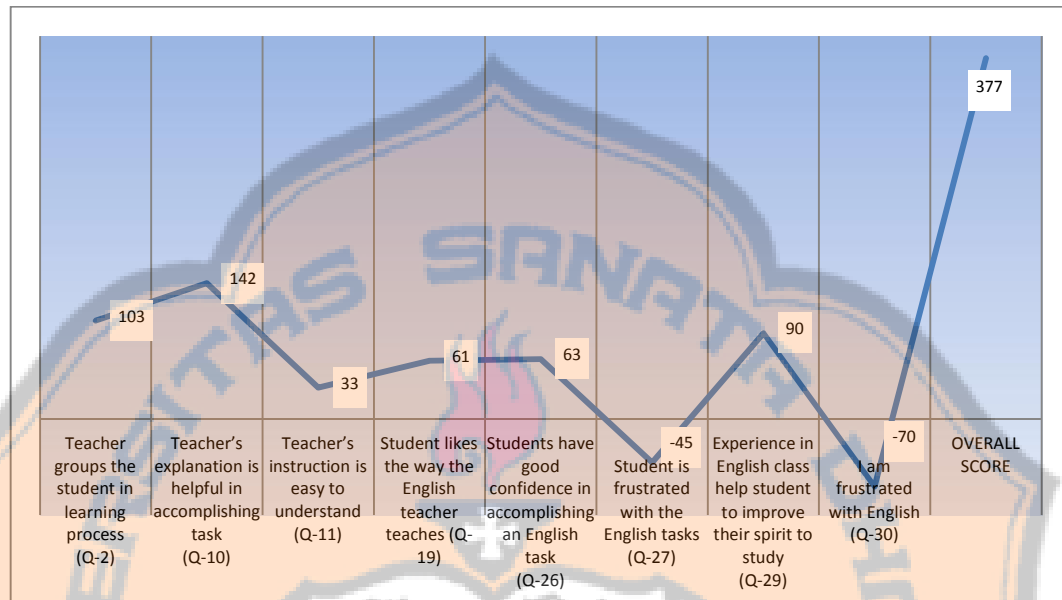 377
142
103
33
61
63
-45
90
-70
Teacher
groups the
student in
learning
process
(Q-2)
Teacher’s
explanation is
helpful in
accomplishing
task
(Q-10)
Teacher’s
instruction is
easy to
understand
(Q-11)
Student likes
the way the
English
teacher
teaches (Q-
19)
Students have
good
confidence in
accomplishing
an English
task
(Q-26)
Student is
frustrated
with the
English tasks
(Q-27)
Experience in
English class
help student
to improve
their spirit to
study
(Q-29)
I am
frustrated
with English
(Q-30)
OVERALL
SCORE
ERSITAS SANATA DH